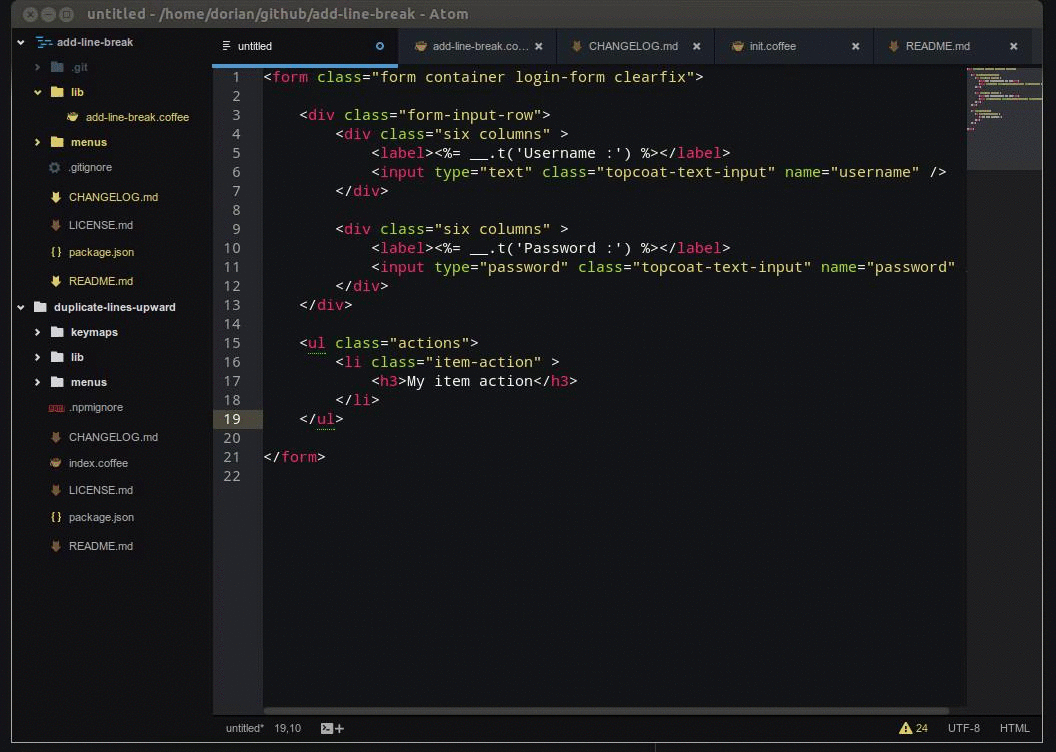 untitled - /home/dorian/github/add-line-break - Atom
add-line-break
.git
lib
add-line-break.coffee
menus
.gitignore
CHANGELOG.md
LICENSE.md
package.json
README.md
duplicate-lines-upward
keymaps
lib
menus
.npmignore
CHANGELOG.md
index.coffee
LICENSE.md
package.json
README.md
untitled add-line-break.co... CHANGELOG.md init.coffee README.md
1 <form class="form container login-form clearfix">
2
3 <div class="form-input-row">
4 <div class="six columns" >
5 <label><%= __.t('Username :') %></label>
6 <input type="text" class="topcoat-text-input" name="username" />
7 </div>
8
9 <div class="six columns" >
10 <label><%= __.t('Password :') %></label>
11 <input type="password" class="topcoat-text-input" name="password"
12 </div>
13 </div>
14
15 <ul class="actions">
16 <li class="item-action" >
17 <h3>My item action</h3>
18 </li>
19 </ul>
20
21 </form>
22
untitled* 19,10 24 UTF-8 HTML